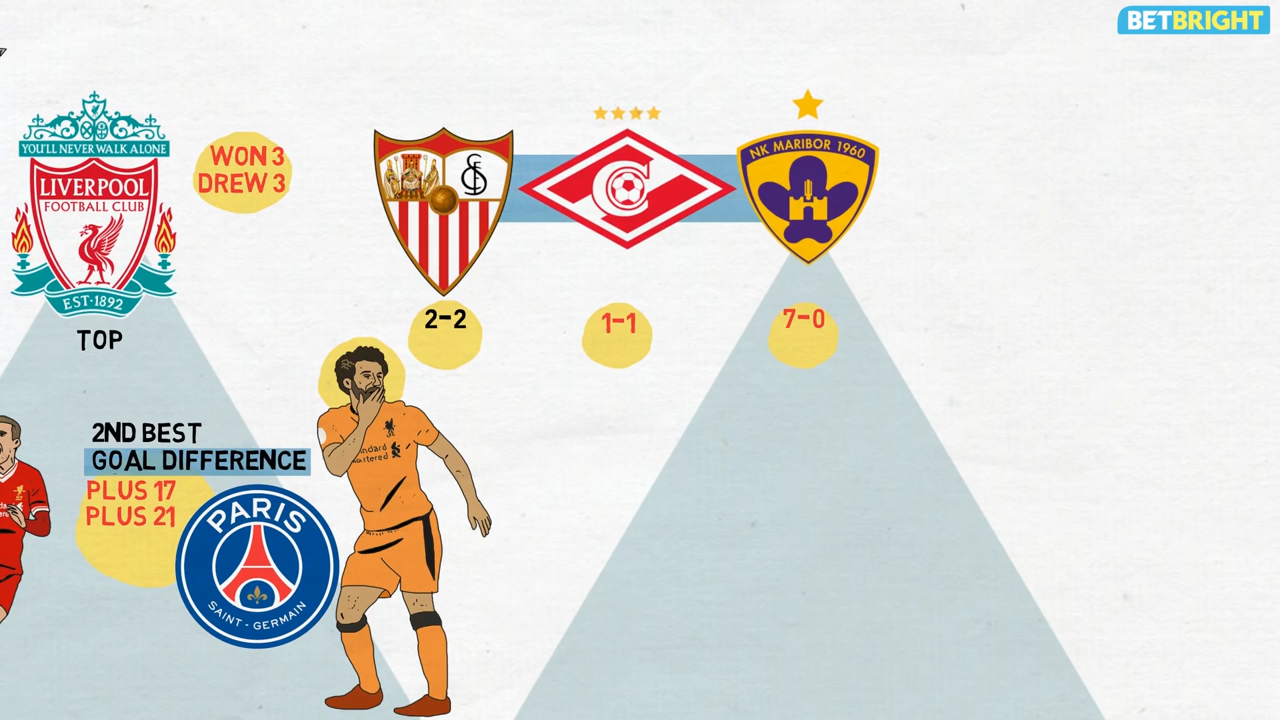 BETBRIGHT
YOU'LL NEVER WALK ALONE
LIVERPOOL
FOOTBALL CLUB
EST·1892
TOP
WON 3
DREW 3
NK MARIBOR 1960
2-2
1-1
7-0
2ND BEST
GOAL DIFFERENCE
PLUS 17
PLUS 21
PARIS
SAINT-GERMAIN